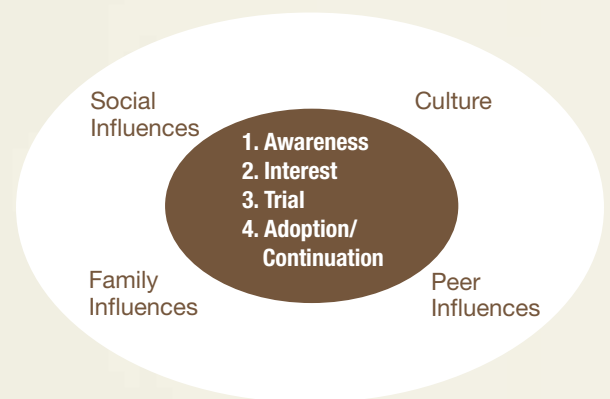 Social
Influences
Culture
1. Awareness
2. Interest
3. Trial
4. Adoption/
Continuation
Family
Influences
Peer
Influences